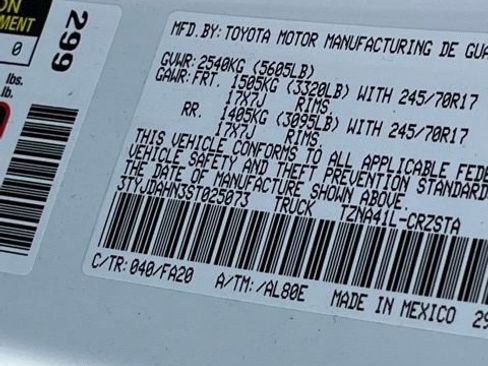 ON
MENT
0
299
lbs.
lb.
MFD. BY: TOYOTA MOTOR MANUFACTURING DE GUA
GVWR: 2540KG (5605LB)
GAWR: FRT. 1505KG (3320LB) WITH 245/70R17
17X7J RIMS.
RR. 1405KG (3095LB) WITH 245/70R17
17X7J RIMS.
THIS VEHICLE CONFORMS TO ALL APPLICABLE FEDE
VEHICLE SAFETY AND THEFT PREVENTION STANDARD
THE DATE OF MANUFACTURE SHOWN ABOVE.
3TYJDAHN3ST025073 TRUCK TZNA41L-CRZSTA
C/TR: 040/FA20 A/TM: /AL80E MADE IN MEXICO 29